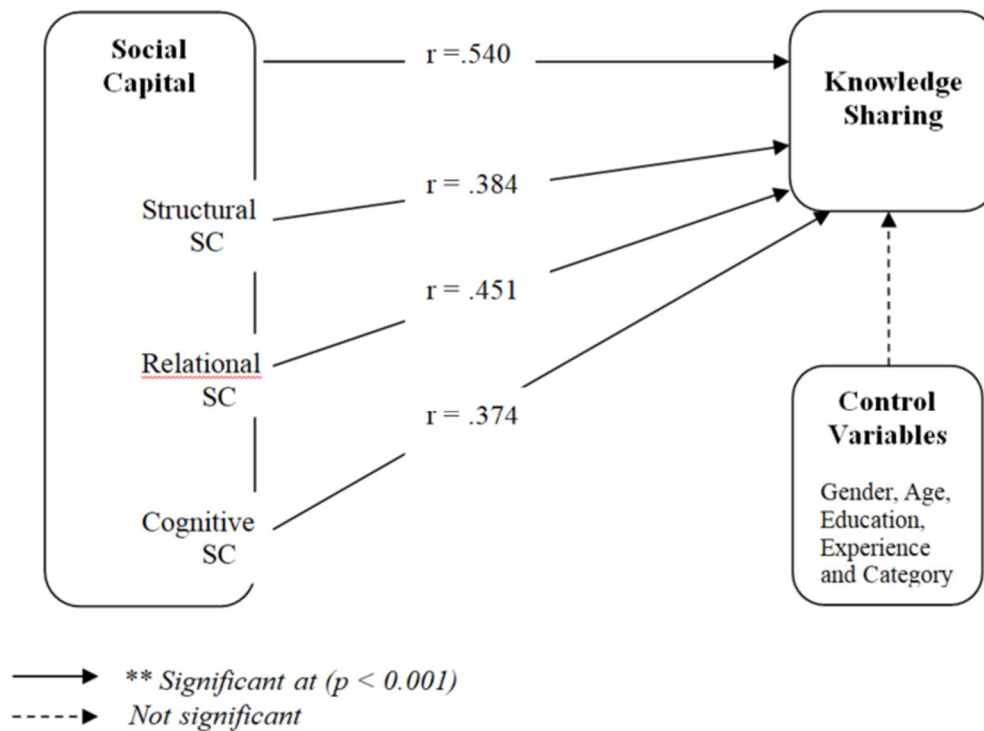 Social
Capital
r =.540
Knowledge
Sharing
Structural
SC
r = .384
Relational
SC
r = .451
Cognitive
SC
r = .374
Control
Variables
Gender, Age,
Education,
Experience
and Category
** Significant at (p < 0.001)
Not significant